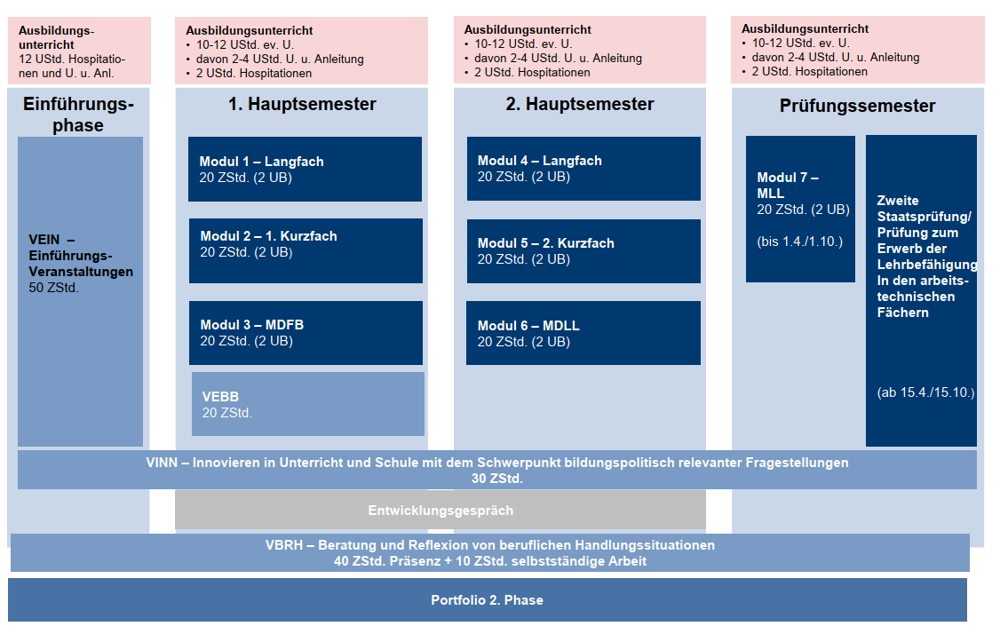 Ausbildungs-
unterricht
12 UStd. Hospitatio-
nen und U. u. Anl.
Ausbildungsunterricht
• 10-12 UStd. ev. U.
• davon 2-4 UStd. U. u. Anleitung
• 2 UStd. Hospitationen
Ausbildungsunterricht
• 10-12 UStd. ev. U.
• davon 2-4 UStd. U. u. Anleitung
• 2 UStd. Hospitationen
Ausbildungsunterricht
• 10-12 UStd. ev. U.
• davon 2-4 UStd. U. u. Anleitung
• 2 UStd. Hospitationen
Einführungs-
phase
VEIN –
Einführungs-
Veranstaltungen
50 ZStd.
1. Hauptsemester
Modul 1 – Langfach
20 ZStd. (2 UB)
Modul 2 – 1. Kurzfach
20 ZStd. (2 UB)
Modul 3 – MDFB
20 ZStd. (2 UB)
VEBB
20 ZStd.
2. Hauptsemester
Modul 4 – Langfach
20 ZStd. (2 UB)
Modul 5 – 2. Kurzfach
20 ZStd. (2 UB)
Modul 6 – MDLL
20 ZStd. (2 UB)
Prüfungssemester
Modul 7 –
MLL
20 ZStd. (2 UB)
(bis 1.4./1.10.)
Zweite
Staatsprüfung/
Prüfung zum
Erwerb der
Lehrbefähigung
In den arbeits-
technischen
Fächern
(ab 15.4./15.10.)
VINN – Innovieren in Unterricht und Schule mit dem Schwerpunkt bildungspolitisch relevanter Fragestellungen
30 ZStd.
Entwicklungsgespräch
VBRH – Beratung und Reflexion von beruflichen Handlungssituationen
40 ZStd. Präsenz + 10 ZStd. selbstständige Arbeit
Portfolio 2. Phase